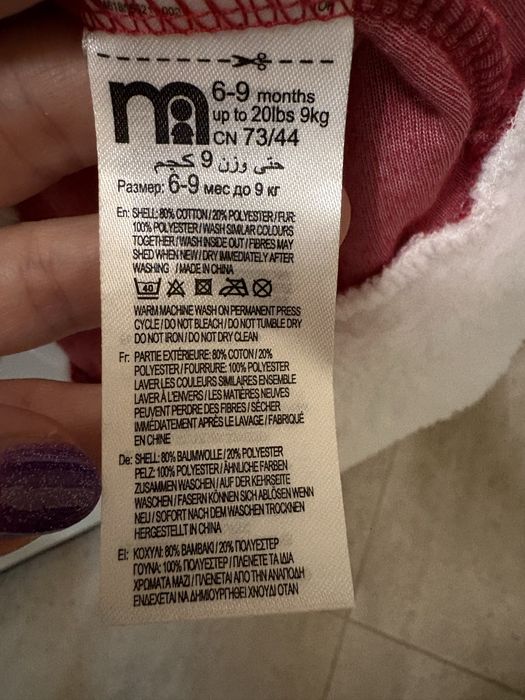 6-9 months
up to 20lbs 9kg
CN 73/44
حتى وزن 9 كجم
Размер: 6-9 мес до 9 кг
En: SHELL: 80% COTTON / 20% POLYESTER / FUR:
100% POLYESTER / WASH SIMILAR COLOURS
TOGETHER / WASH INSIDE OUT / FIBRES MAY
SHED WHEN NEW / DRY IMMEDIATELY AFTER
WASHING / MADE IN CHINA
40
WARM MACHINE WASH ON PERMANENT PRESS
CYCLE / DO NOT BLEACH / DO NOT TUMBLE DRY
DO NOT IRON / DO NOT DRY CLEAN
Fr: PARTIE EXTÉRIEURE: 80% COTON / 20%
POLYESTER / FOURRURE: 100% POLYESTER
LAVER LES COULEURS SIMILAIRES ENSEMBLE
LAVER À L'ENVERS / LES MATIÈRES NEUVES
PEUVENT PERDRE DES FIBRES / SÉCHER
IMMÉDIATEMENT APRÈS LE LAVAGE / FABRIQUÉ
EN CHINE
De: SHELL: 80% BAUMWOLLE / 20% POLYESTER
PELZ: 100% POLYESTER / ÄHNLICHE FARBEN
ZUSAMMEN WASCHEN / AUF DER KEHRSEITE
WASCHEN / FASERN KÖNNEN SICH ABLÖSEN WENN
NEU / SOFORT NACH DEM WASCHEN TROCKNEN
HERGESTELLT IN CHINA
El: ΚΟΧΥΛΙ: 80% ΒΑΜΒΑΚΙ / 20% ΠΟΛΥΕΣΤΕΡ
ΓΟΥΝΑ: 100% ΠΟΛΥΕΣΤΕΡ / ΠΛΕΝΕΤΕ ΤΑ ΙΔΙΑ
ΧΡΩΜΑΤΑ ΜΑΖΙ / ΠΛΕΝΕΤΑΙ ΑΠΟ ΤΗΝ ΑΝΑΠΟΔΗ
ΕΝΔΕΧΕΤΑΙ ΝΑ ΔΗΜΙΟΥΡΓΗΘΕΙ ΧΝΟΥΔΙ ΟΤΑΝ